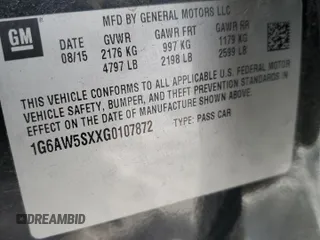 GM
MFD BY GENERAL MOTORS LLC
08/15 GVWR GAWR FRT GAWR RR
2176 KG 997 KG 1179 KG
4797 LB 2198 LB 2599 LB
THIS VEHICLE CONFORMS TO ALL APPLICABLE U.S. FEDERAL MOTOR
VEHICLE SAFETY, BUMPER, AND THEFT PREVENTION STANDARDS IN
EFFECT ON THE DATE OF MANUFACTURE SHOWN ABOVE.
1G6AW5SXXG0107872 TYPE: PASS CAR
© DriveDATA.io